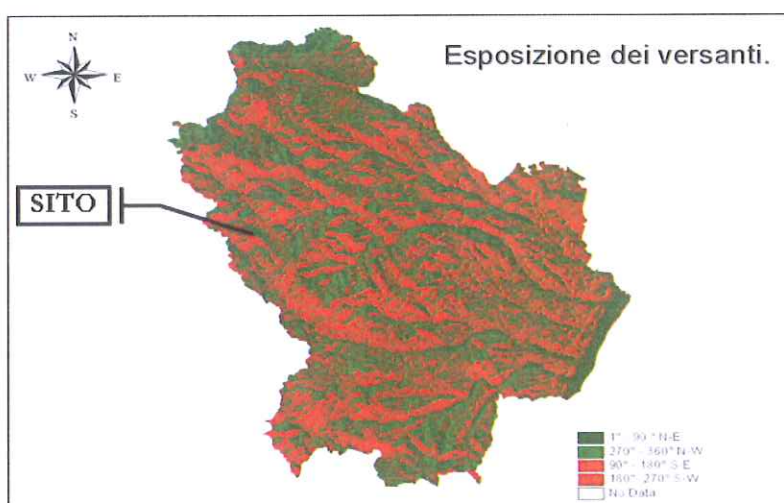 Esposizione dei versanti.
N
W E
S
SITO
1° - 90° N-E
270° - 360° N-W
90° - 180° S-E
180° - 270° S-W
No Data